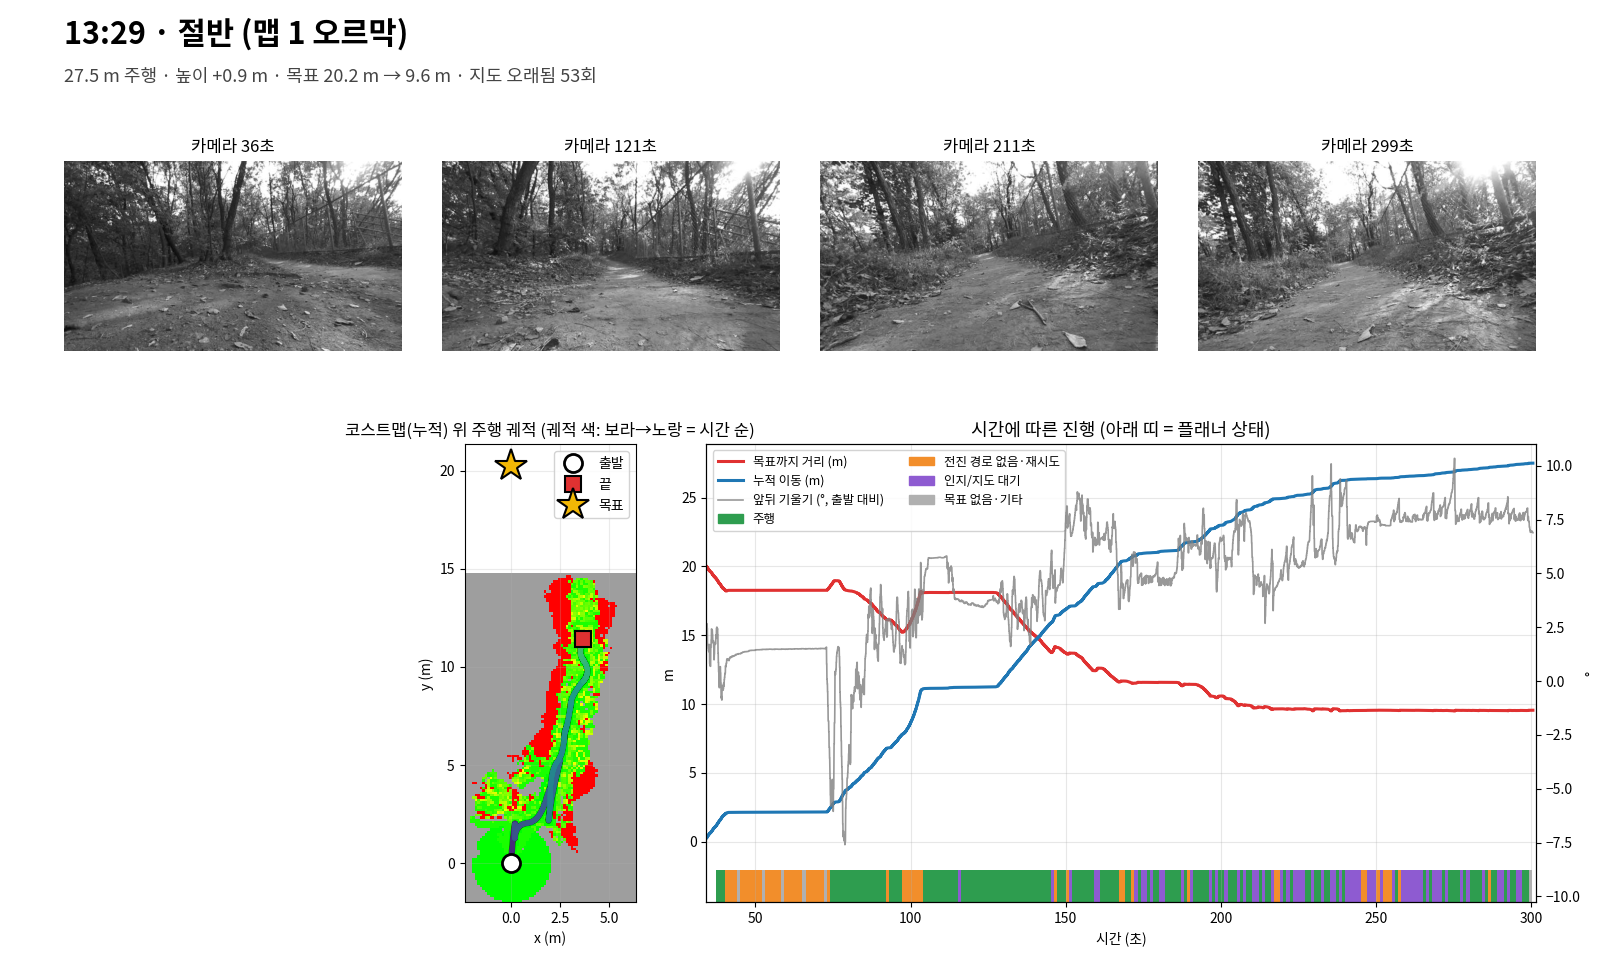 13:29 · 절반 (맵 1 오르막)
27.5 m 주행 · 높이 +0.9 m · 목표 20.2 m → 9.6 m · 지도 오래됨 53회
카메라 36초
카메라 121초
카메라 211초
카메라 299초
코스트맵(누적) 위 주행 궤적 (궤적 색: 보라→노랑 = 시간 순)
출발
끝
목표
20
15
10
5
0
y (m)
0.0 2.5 5.0
x (m)
시간에 따른 진행 (아래 띠 = 플래너 상태)
목표까지 거리 (m)
누적 이동 (m)
앞뒤 기울기 (°, 출발 대비)
주행
전진 경로 없음·재시도
인지/지도 대기
목표 없음·기타
25
20
15
10
5
0
m
10.0
7.5
5.0
2.5
0.0
−2.5
−5.0
−7.5
−10.0
°
50 100 150 200 250 300
시간 (초)